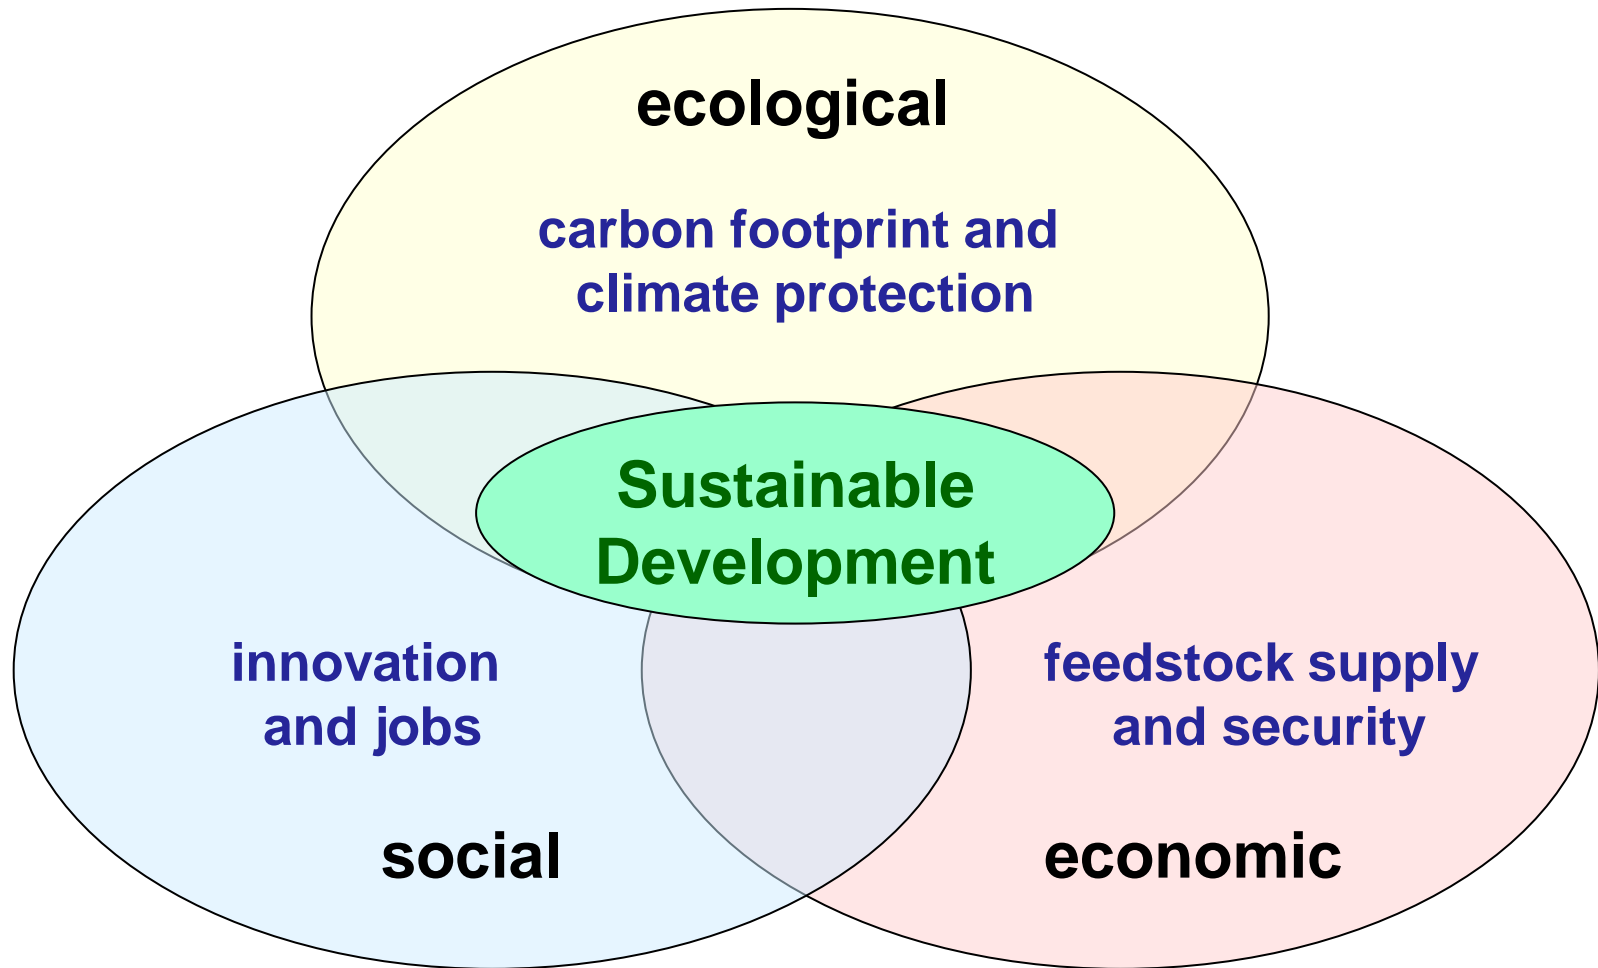 ecological
carbon footprint and
climate protection
Sustainable
Development
innovation
and jobs
feedstock supply
and security
social
economic